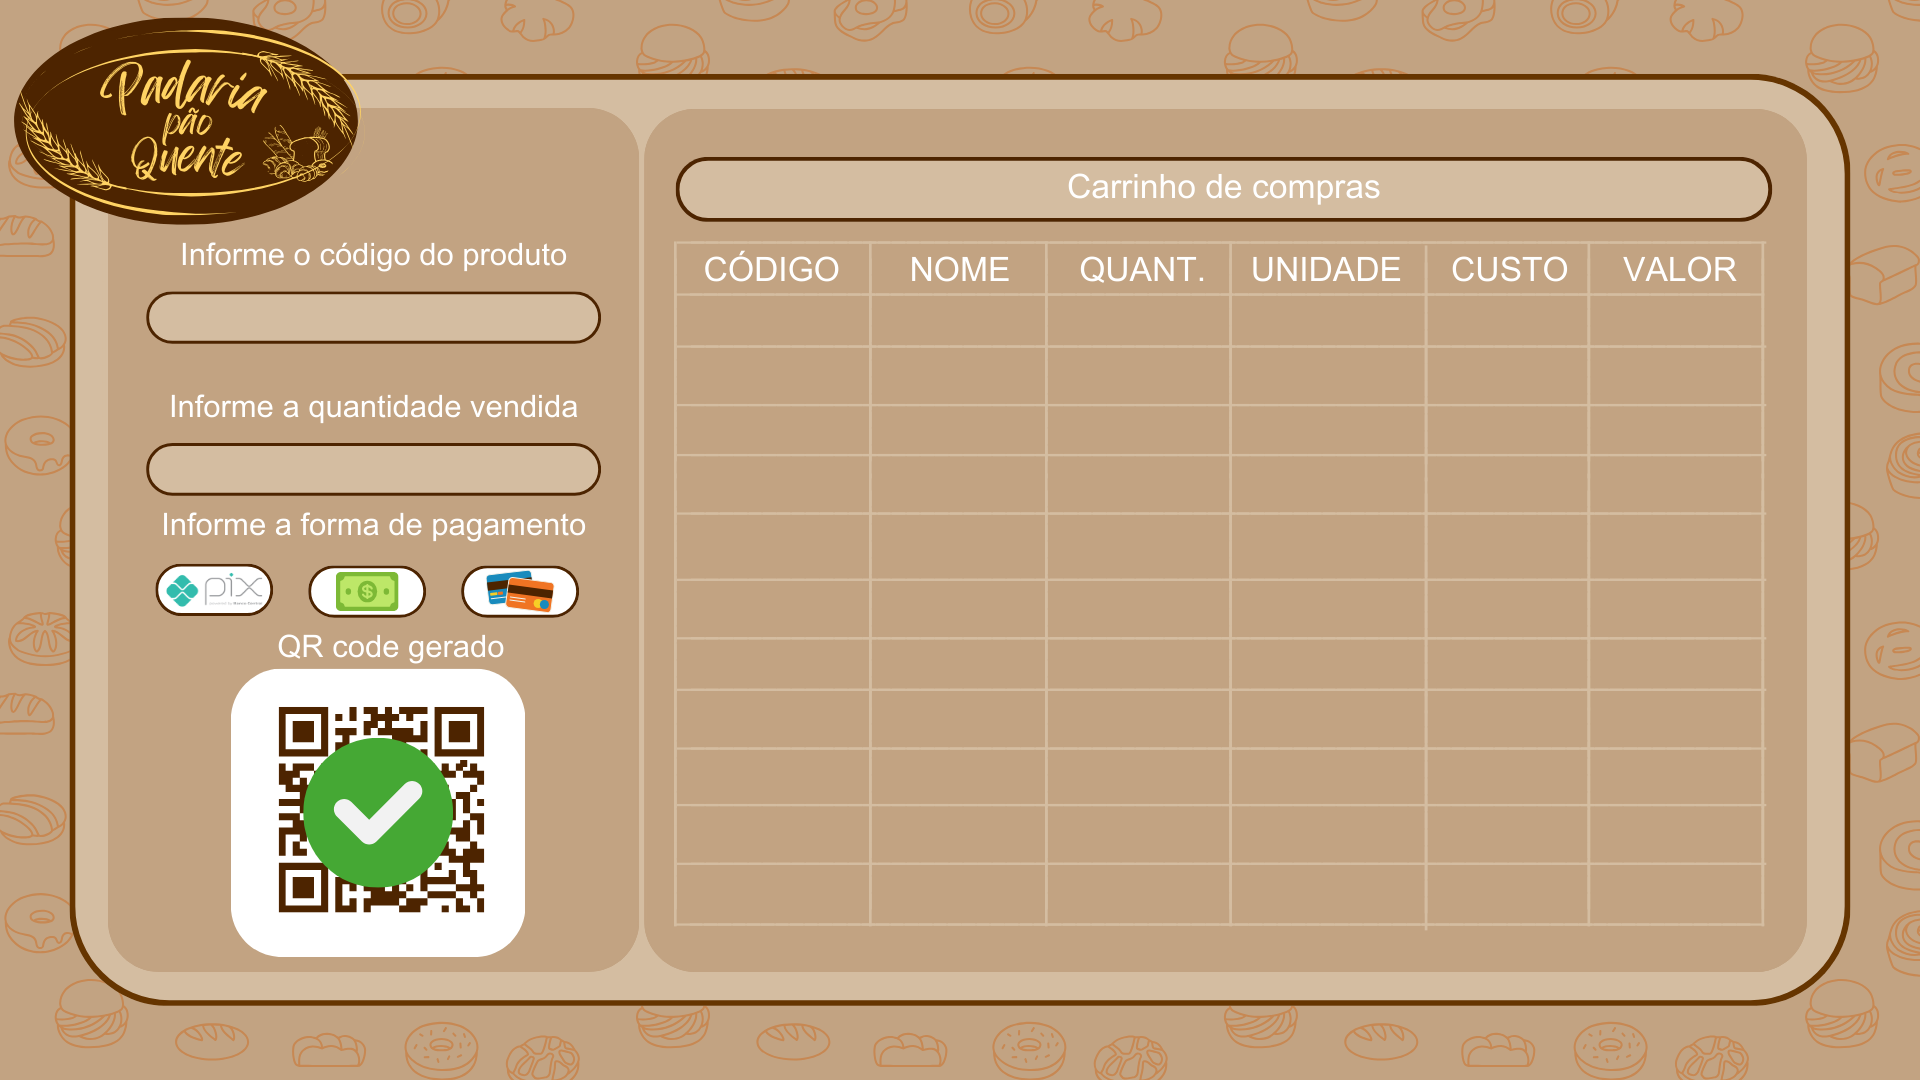 Padaria
pão
Quente
Informe o código do produto
Informe a quantidade vendida
Informe a forma de pagamento
pix
QR code gerado
Carrinho de compras
CÓDIGO NOME QUANT. UNIDADE CUSTO VALOR